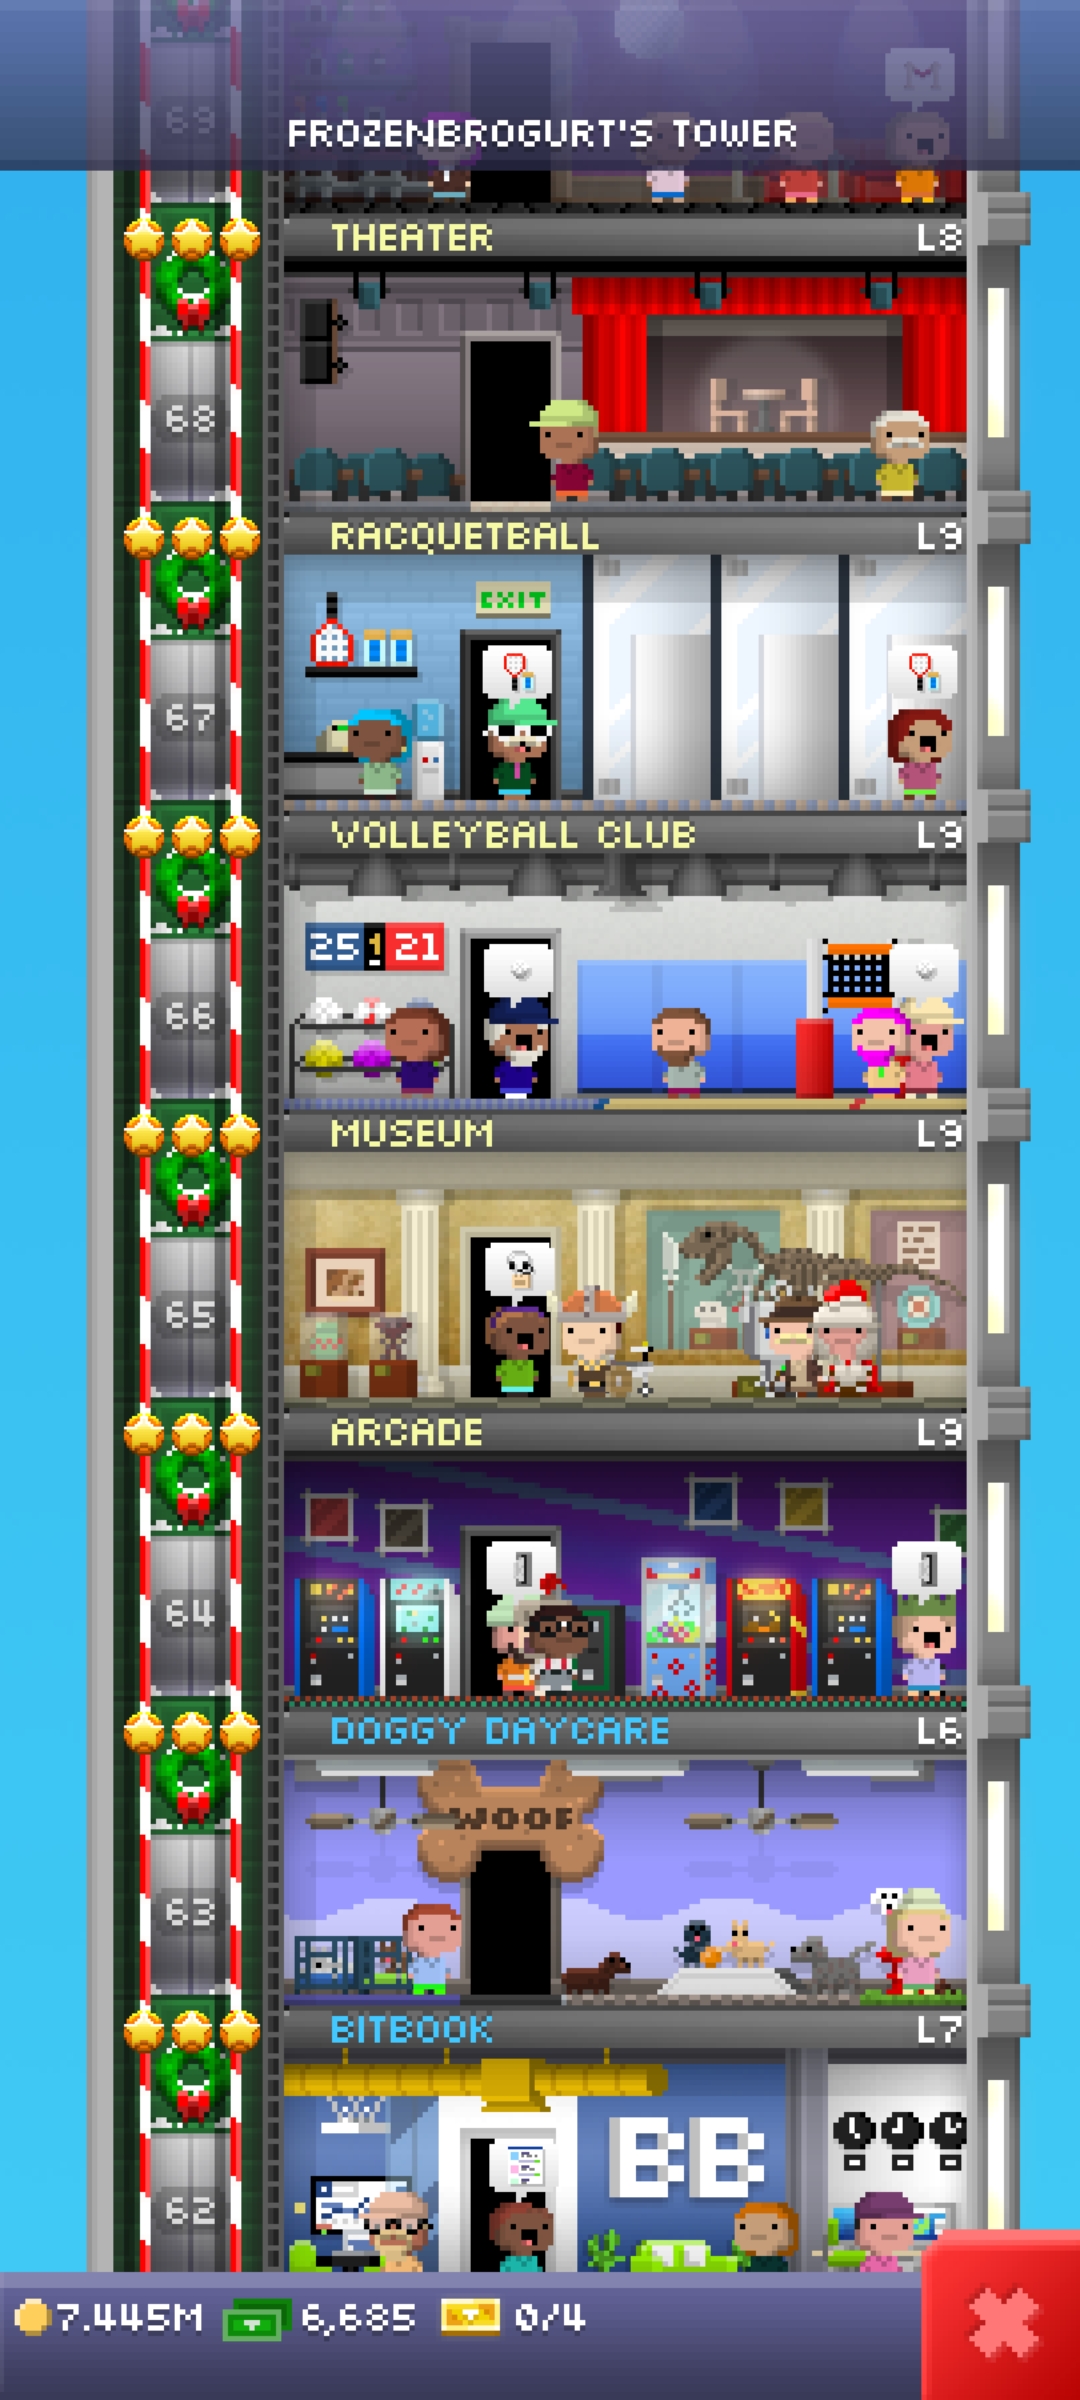 69
FROZENBROGURT'S TOWER
THEATER L8
68
RACQUETBALL L9
EXIT
67
VOLLEYBALL CLUB L9
25 1 21
66
MUSEUM L9
65
ARCADE L9
64
DOGGY DAYCARE L6
WOOF
63
BITBOOK L7
BB
62
7.445M 6,685 0/4